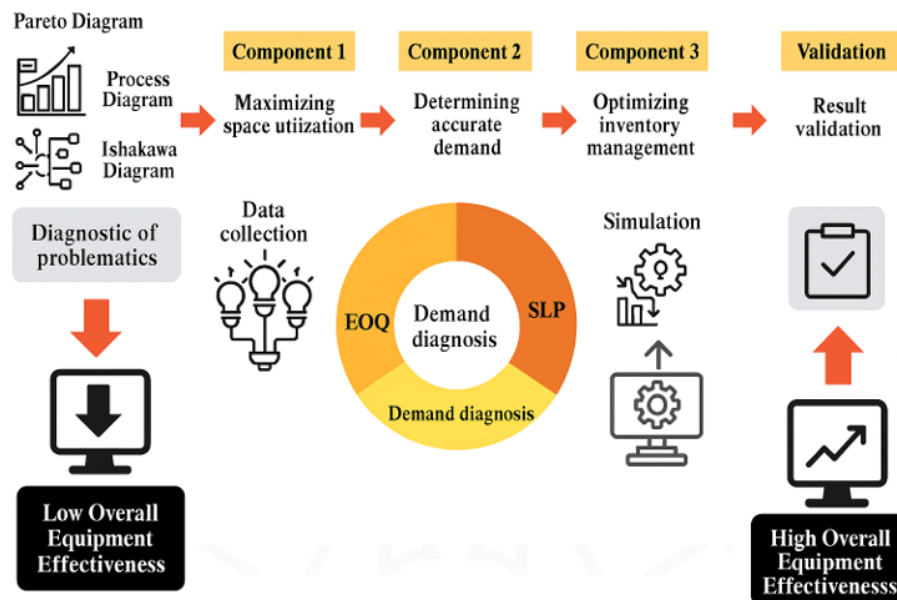 Pareto Diagram
Process
Diagram
Ishakawa
Diagram
Diagnostic of
problematics
Low Overall
Equipment
Effectiveness
Component 1
Maximizing
space utiization
Data
collection
Component 2
Determining
accurate
demand
EOQ
SLP
Demand
diagnosis
Demand diagnosis
Component 3
Optimizing
inventory
management
Simulation
Validation
Result
validation
High Overall
Equipment
Effectivenesss